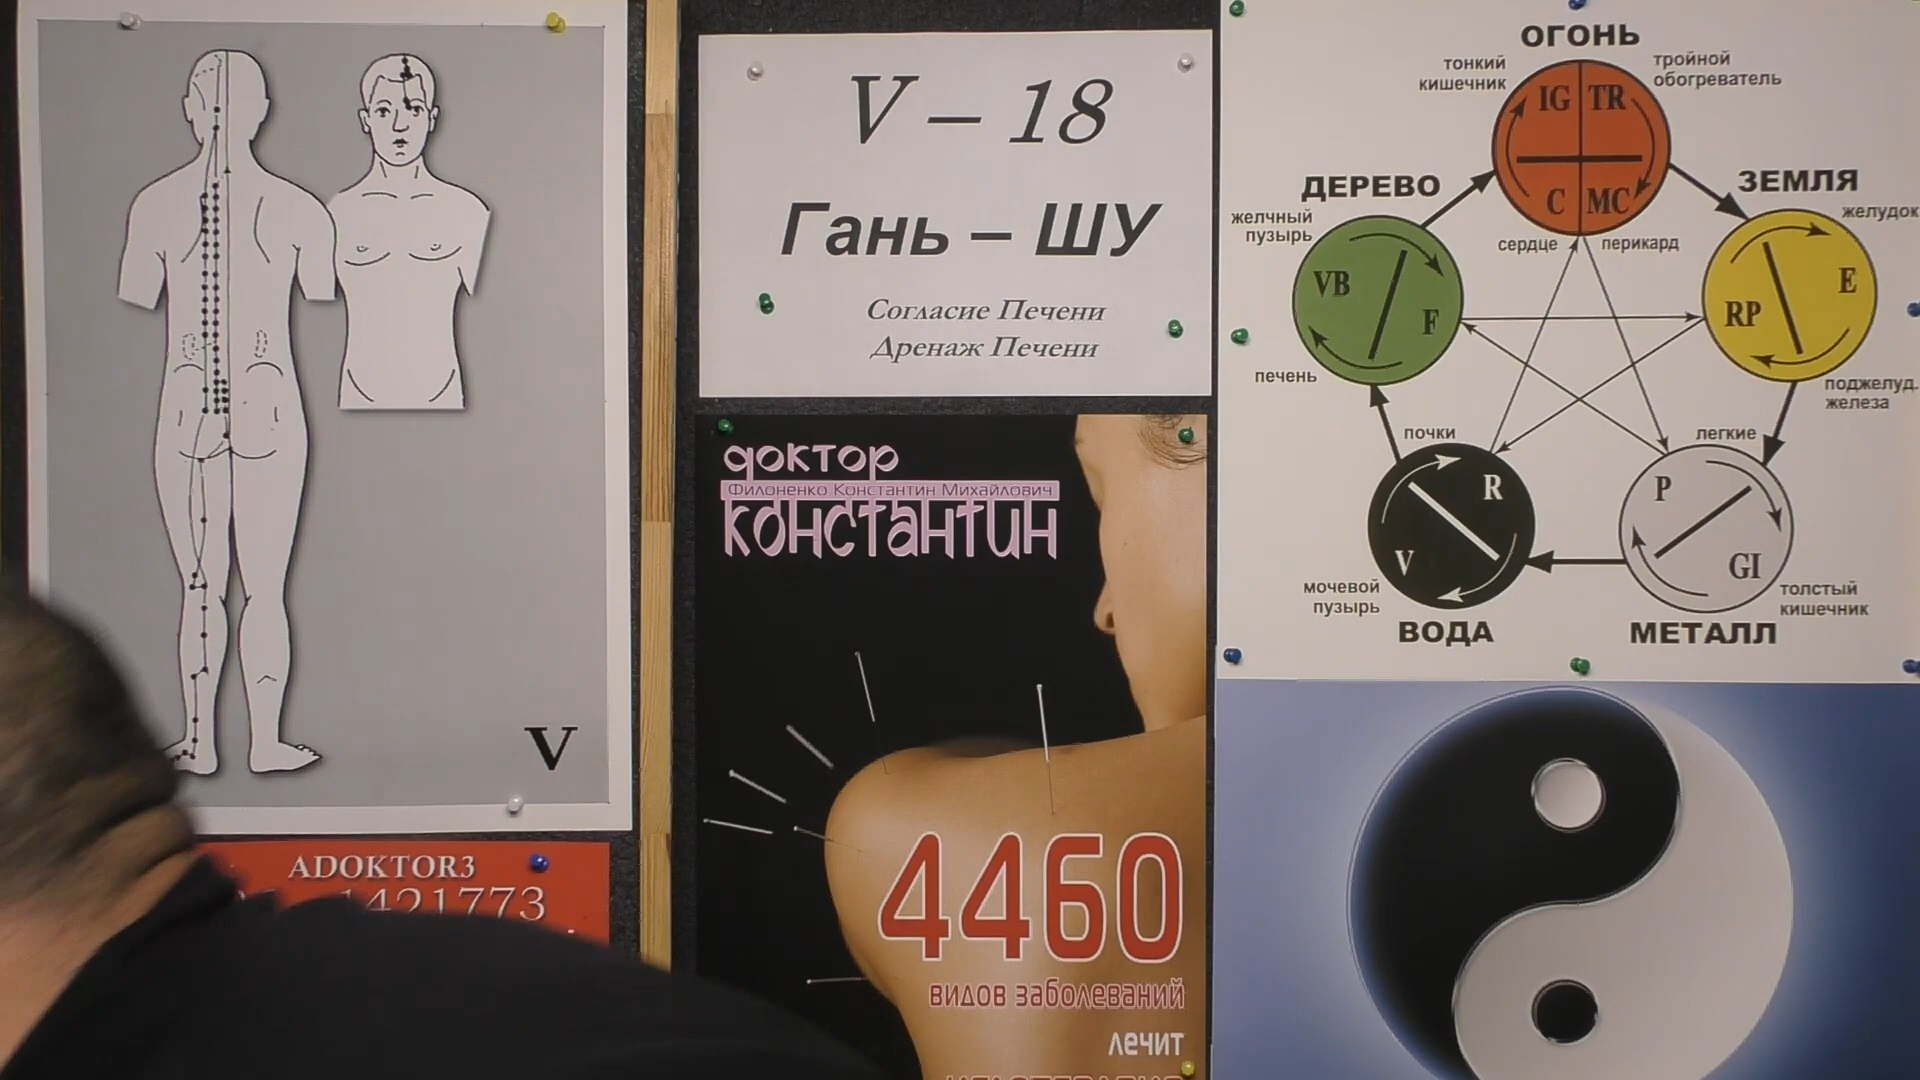 V
ADOKTOR3
1421773
V – 18
Гань – ШУ
Согласие Печени
Дренаж Печени
доктор
Филоненко Константин Михайлович
константин
4460
видов заболеваний
лечит
ОГОНЬ
тонкий
кишечник
тройной
обогреватель
IG TR
C MC
сердце
перикард
ДЕРЕВО
желчный
пузырь
VB
F
печень
ЗЕМЛЯ
желудок
E
RP
поджелуд.
железа
почки
R
V
мочевой
пузырь
ВОДА
легкие
P
GI
толстый
кишечник
МЕТАЛЛ